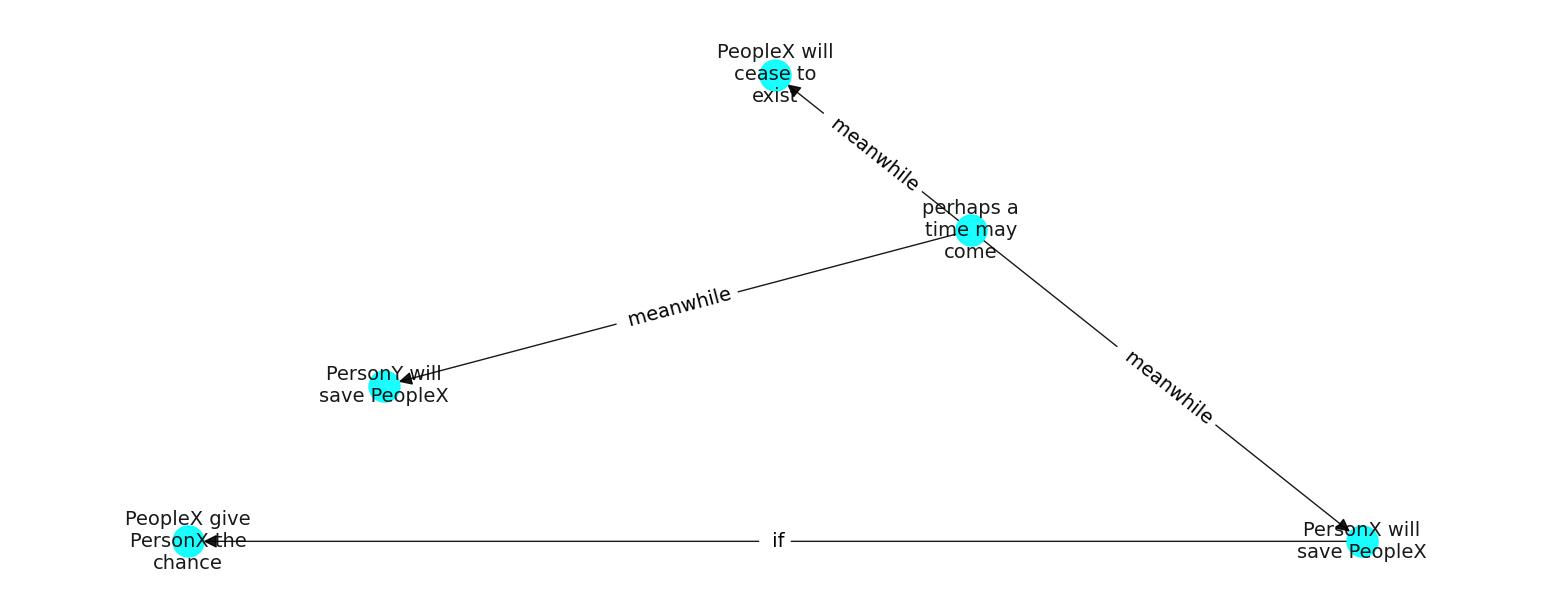 PeopleX will
cease to
exist
meanwhile
perhaps a
time may
come
meanwhile
meanwhile
PersonY will
save PeopleX
PeopleX give
PersonX the
chance
if
PersonX will
save PeopleX